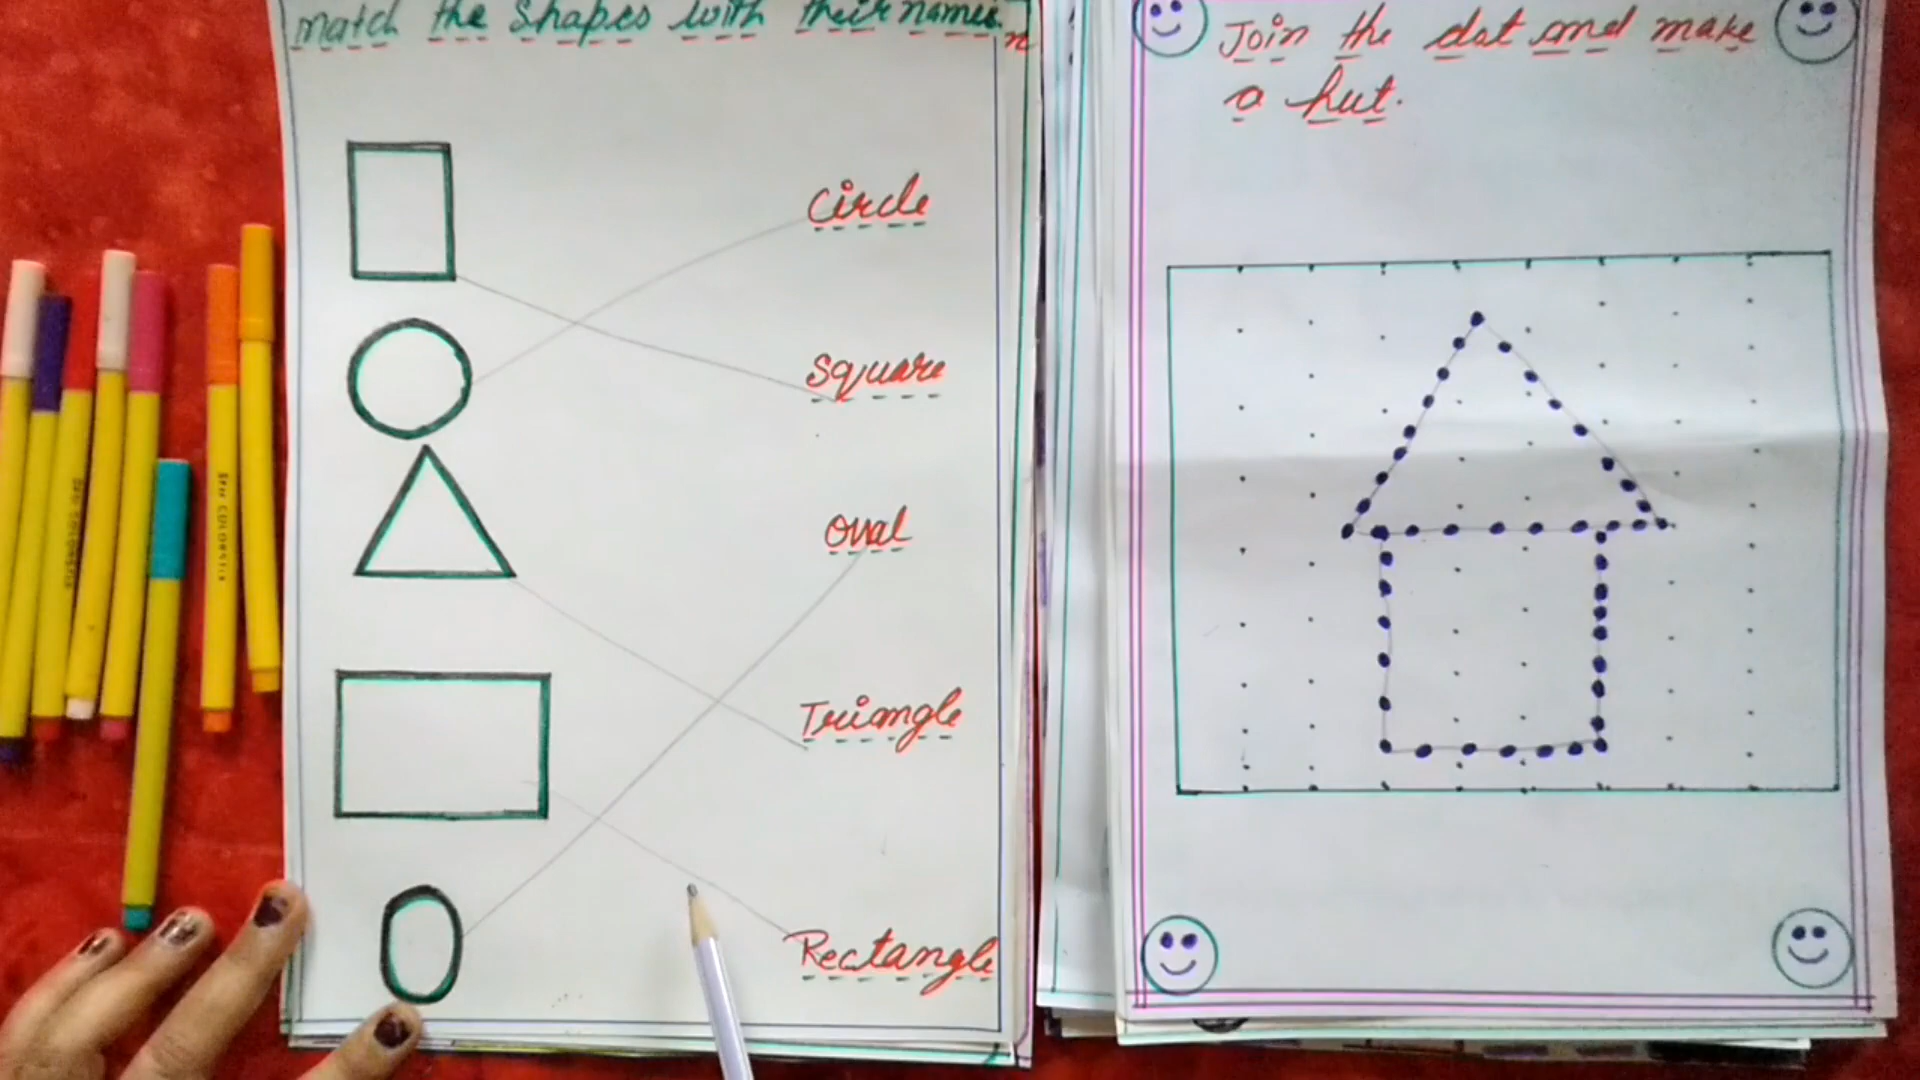 Match the Shapes with their names.
Circle
Square
Oval
Triangle
Rectangle
Join the dot and make
a hut.